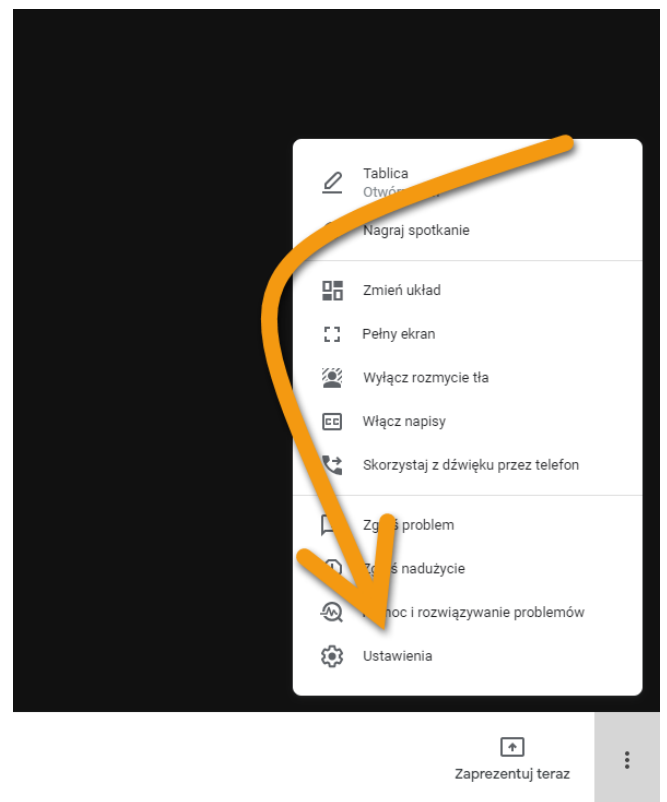 Tablica
Nagraj spotkanie
Zmień układ
Pełny ekran
Wyłącz rozmycie tła
CC
Włącz napisy
Skorzystaj z dźwięku przez telefon
problem
nadużycie
i rozwiązywanie problemów
Ustawienia
Zaprezentuj teraz